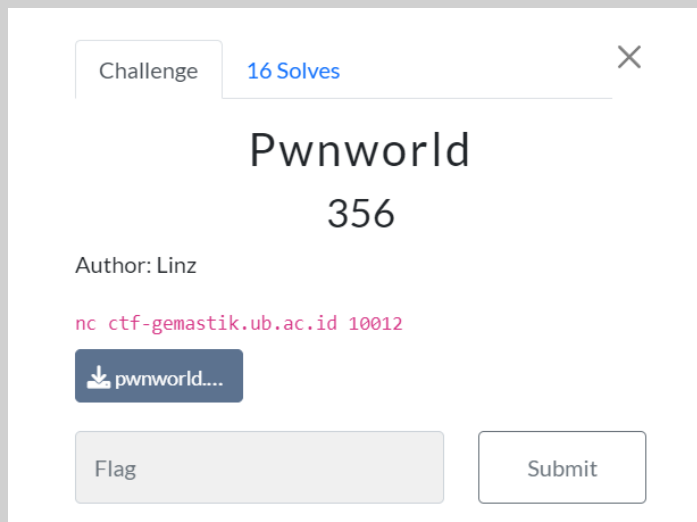 Challenge
16 Solves
Pwnworld
356
Author: Linz
nc ctf-gemastik.ub.ac.id 10012
pwnworld....
Flag
Submit